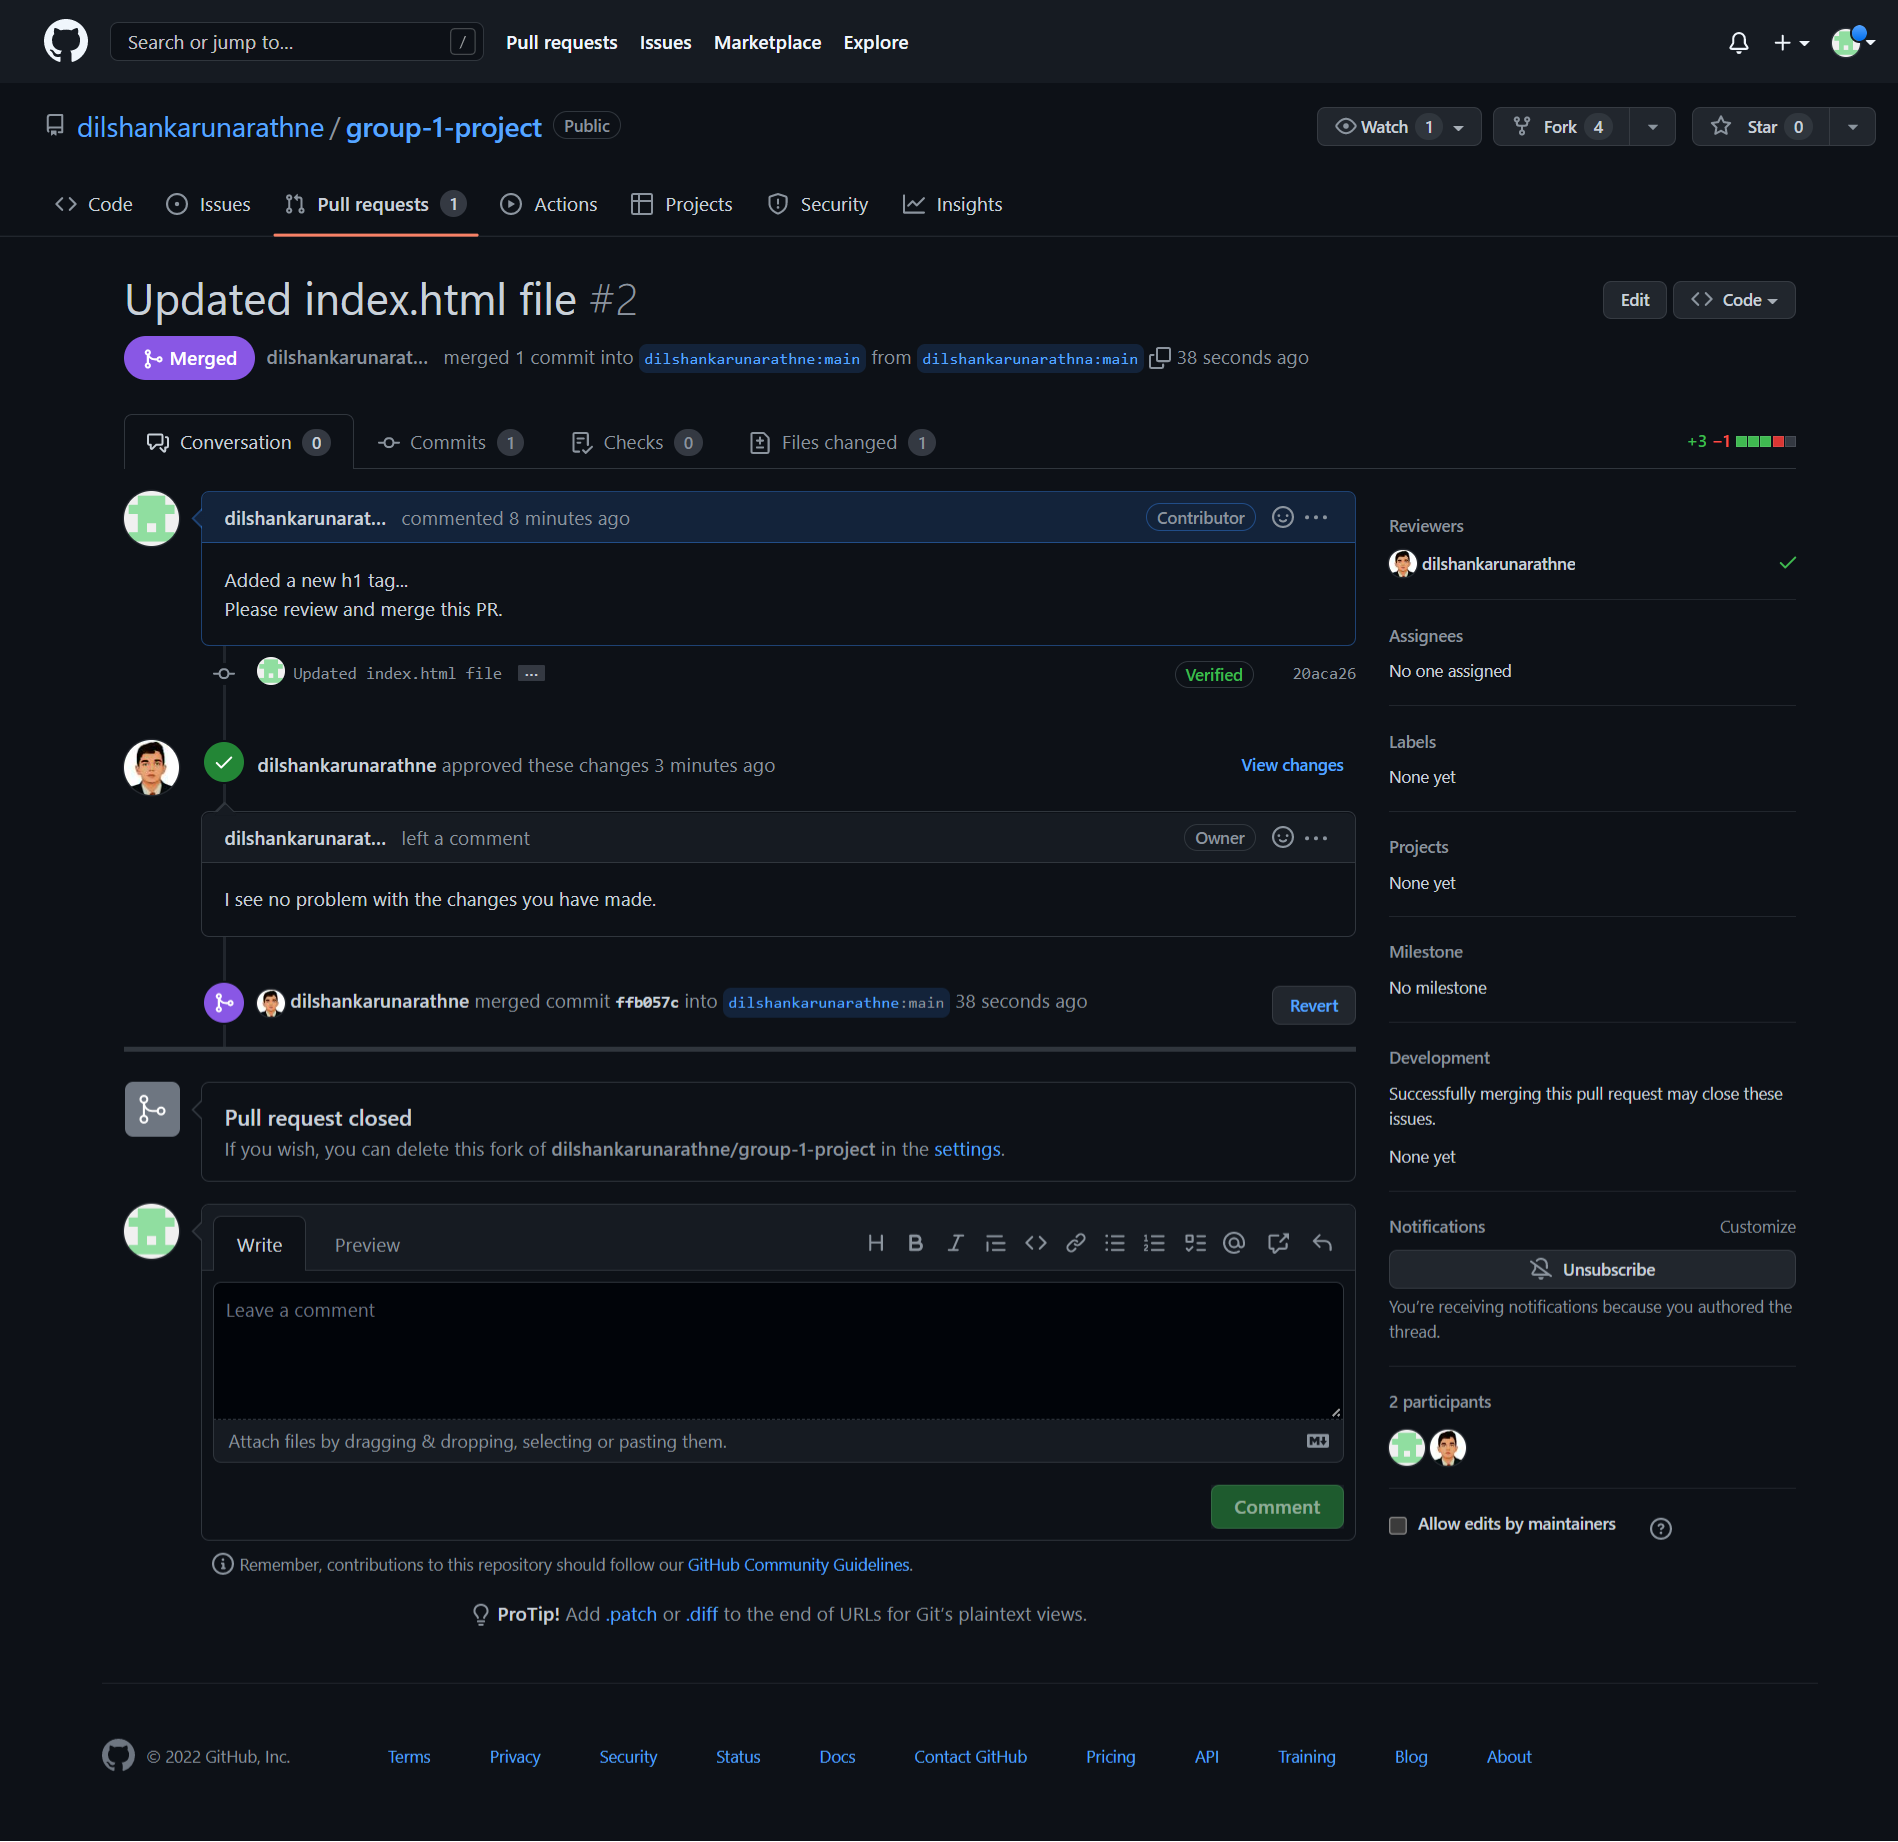 Search or jump to... /
Pull requests Issues Marketplace Explore
dilshankarunarathne / group-1-project Public
Watch 1 Fork 4 Star 0
Code Issues Pull requests 1 Actions Projects Security Insights
Updated index.html file #2
Edit Code
Merged dilshankarunarat... merged 1 commit into dilshankarunarathne:main from dilshankarunarathna:main 38 seconds ago
Conversation 0 Commits 1 Checks 0 Files changed 1
+3 −1
dilshankarunarat... commented 8 minutes ago Contributor
Added a new h1 tag...
Please review and merge this PR.
Updated index.html file ... Verified 20aca26
dilshankarunarathne approved these changes 3 minutes ago View changes
dilshankarunarat... left a comment Owner
I see no problem with the changes you have made.
dilshankarunarathne merged commit ffb057c into dilshankarunarathne:main 38 seconds ago Revert
Pull request closed
If you wish, you can delete this fork of dilshankarunarathne/group-1-project in the settings.
Write Preview
Leave a comment
Attach files by dragging & dropping, selecting or pasting them.
Comment
Remember, contributions to this repository should follow our GitHub Community Guidelines.
ProTip! Add .patch or .diff to the end of URLs for Git's plaintext views.
Reviewers
dilshankarunarathne
Assignees
No one assigned
Labels
None yet
Projects
None yet
Milestone
No milestone
Development
Successfully merging this pull request may close these
issues.
None yet
Notifications Customize
Unsubscribe
You're receiving notifications because you authored the
thread.
2 participants
Allow edits by maintainers
© 2022 GitHub, Inc. Terms Privacy Security Status Docs Contact GitHub Pricing API Training Blog About